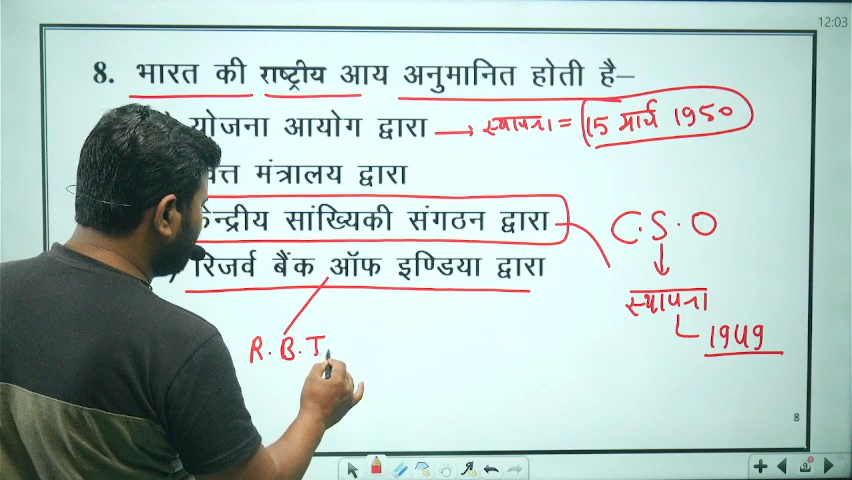 12:03
8. भारत की राष्ट्रीय आय अनुमानित होती है–
योजना आयोग द्वारा → स्थापना = 15 मार्च 1950
मंत्रालय द्वारा
केन्द्रीय सांख्यिकी संगठन द्वारा
C.S.O
रिजर्व बैंक ऑफ इण्डिया द्वारा
स्थापना
1949
R.B.I
8
9